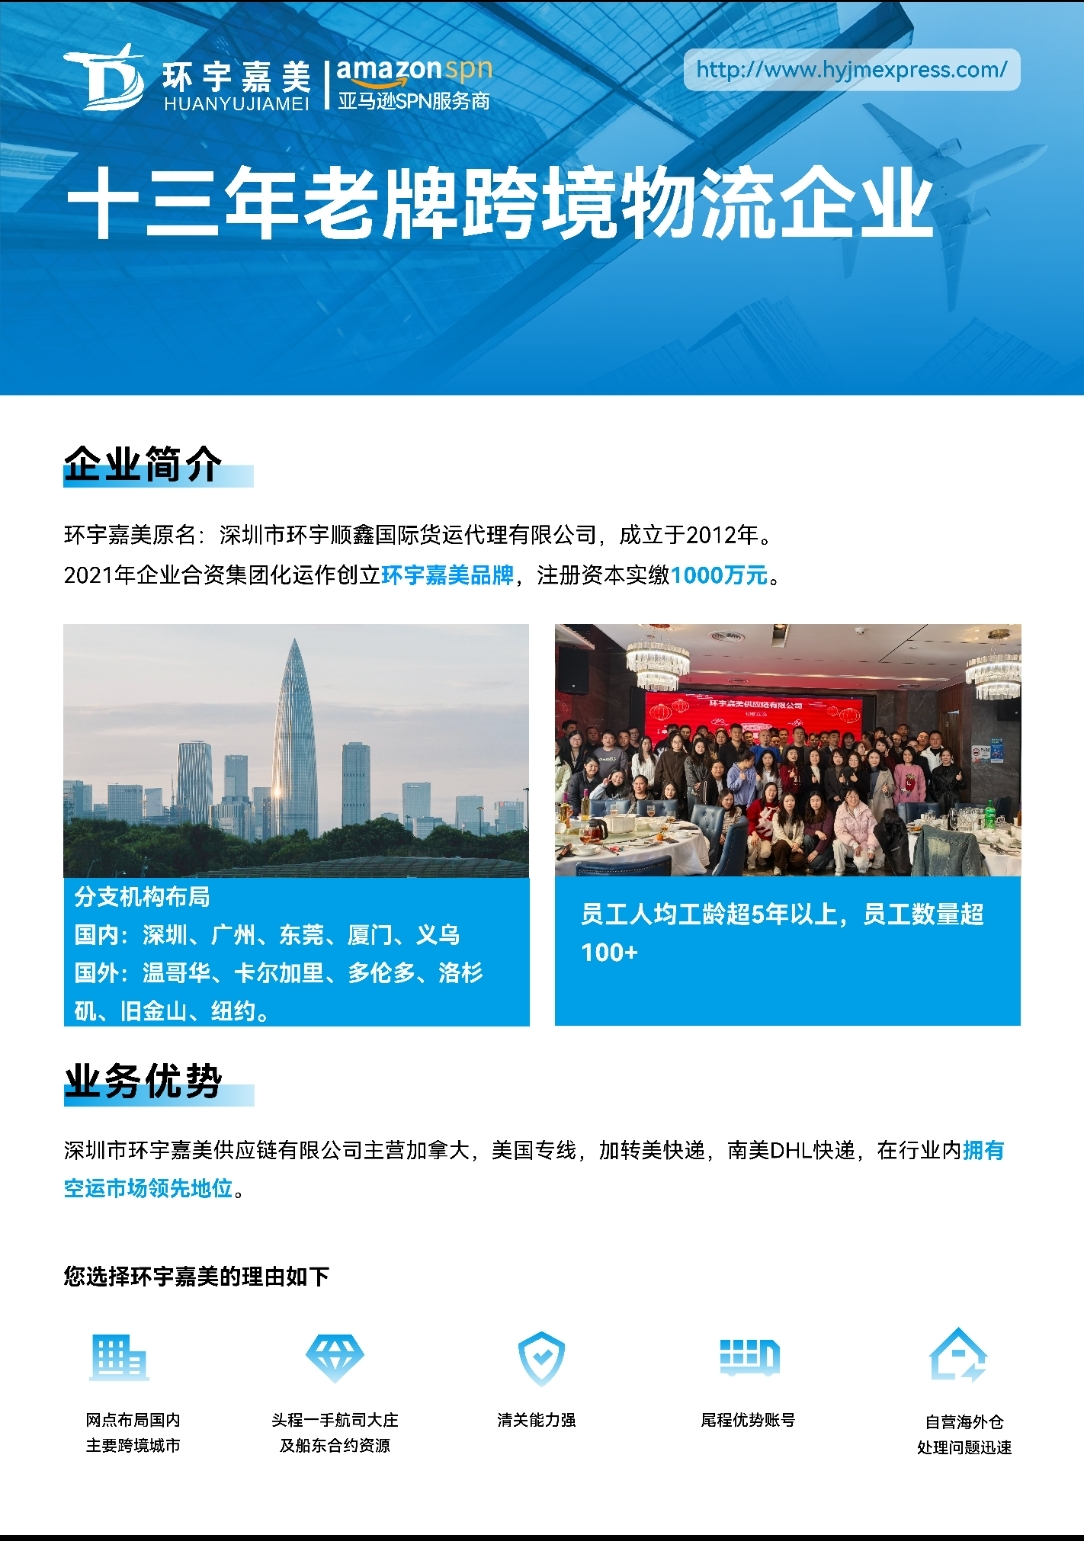 环宇嘉美
HUANYUJIAMEI
amazon spn
亚马逊SPN服务商
http://www.hyjmexpress.com/
十三年老牌跨境物流企业
企业简介
环宇嘉美原名：深圳市环宇顺鑫国际货运代理有限公司，成立于2012年。
2021年企业合资集团化运作创立环宇嘉美品牌，注册资本实缴1000万元。
环宇嘉美供应链有限公司
分支机构布局
国内：深圳、广州、东莞、厦门、义乌
国外：温哥华、卡尔加里、多伦多、洛杉
矶、旧金山、纽约。
员工人均工龄超5年以上，员工数量超
100+
业务优势
深圳市环宇嘉美供应链有限公司主营加拿大，美国专线，加转美快递，南美DHL快递，在行业内拥有
空运市场领先地位。
您选择环宇嘉美的理由如下
网点布局国内
主要跨境城市
头程一手航司大庄
及船东合约资源
清关能力强
尾程优势账号
自营海外仓
处理问题迅速